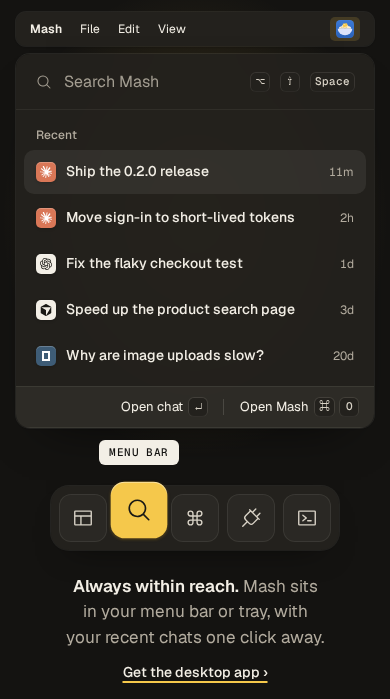 Mash File Edit View
Search Mash ⌥ ⇧ Space
Recent
Ship the 0.2.0 release 11m
Move sign-in to short-lived tokens 2h
Fix the flaky checkout test 1d
Speed up the product search page 3d
Why are image uploads slow? 20d
Open chat ↵ Open Mash ⌘ O
MENU BAR
Always within reach. Mash sits
in your menu bar or tray, with
your recent chats one click away.
Get the desktop app ›